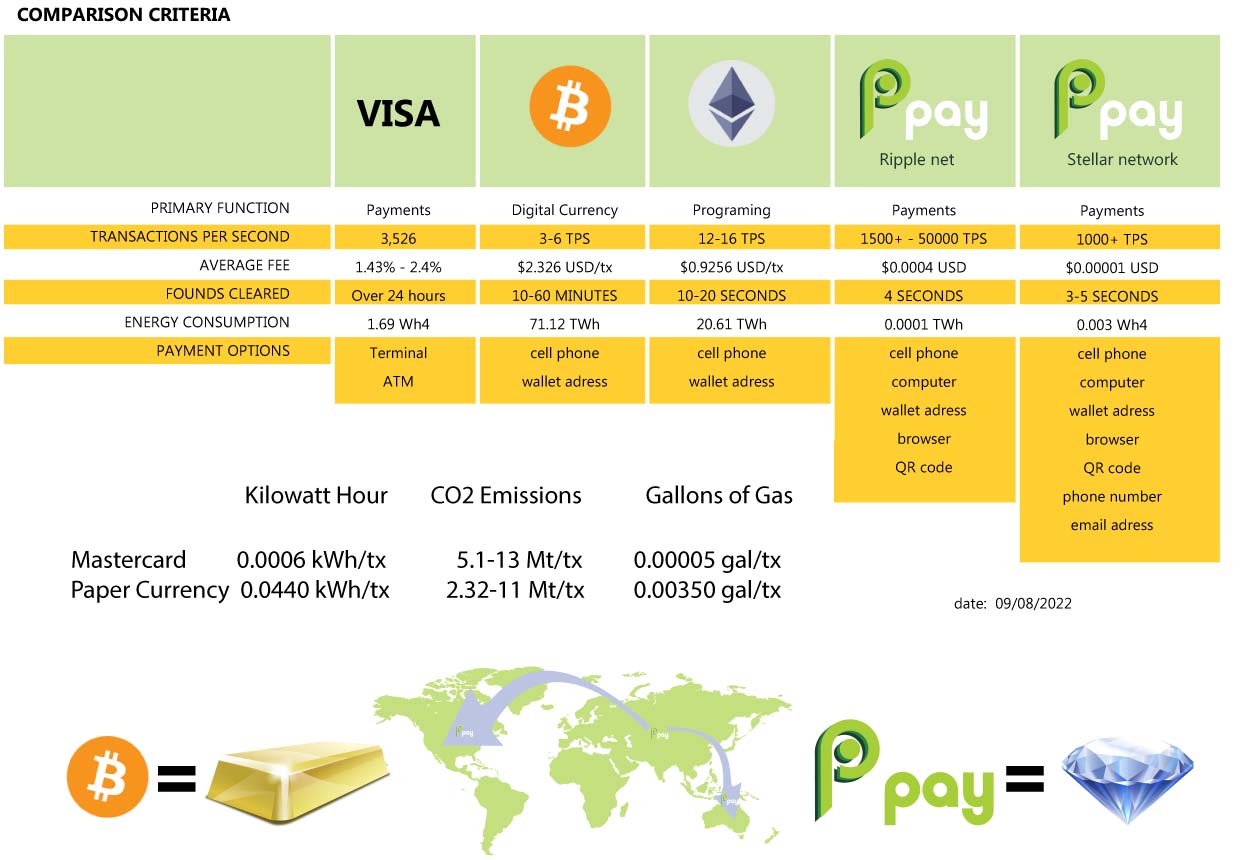 COMPARISON CRITERIA
VISA
Ppay
Ppay
Ripple net
Stellar network
PRIMARY FUNCTION Payments Digital Currency Programing Payments Payments
TRANSACTIONS PER SECOND 3,526 3-6 TPS 12-16 TPS 1500+ - 50000 TPS 1000+ TPS
AVERAGE FEE 1.43% - 2.4% $2.326 USD/tx $0.9256 USD/tx $0.0004 USD $0.00001 USD
FOUNDS CLEARED Over 24 hours 10-60 MINUTES 10-20 SECONDS 4 SECONDS 3-5 SECONDS
ENERGY CONSUMPTION 1.69 Wh4 71.12 TWh 20.61 TWh 0.0001 TWh 0.003 Wh4
PAYMENT OPTIONS Terminal cell phone cell phone cell phone cell phone
ATM wallet adress wallet adress computer computer
wallet adress wallet adress
browser browser
QR code QR code
phone number
email adress
Kilowatt Hour CO2 Emissions Gallons of Gas
Mastercard 0.0006 kWh/tx 5.1-13 Mt/tx 0.00005 gal/tx
Paper Currency 0.0440 kWh/tx 2.32-11 Mt/tx 0.00350 gal/tx
date: 09/08/2022
Ppay
Ppay
Ppay
= Ppay =